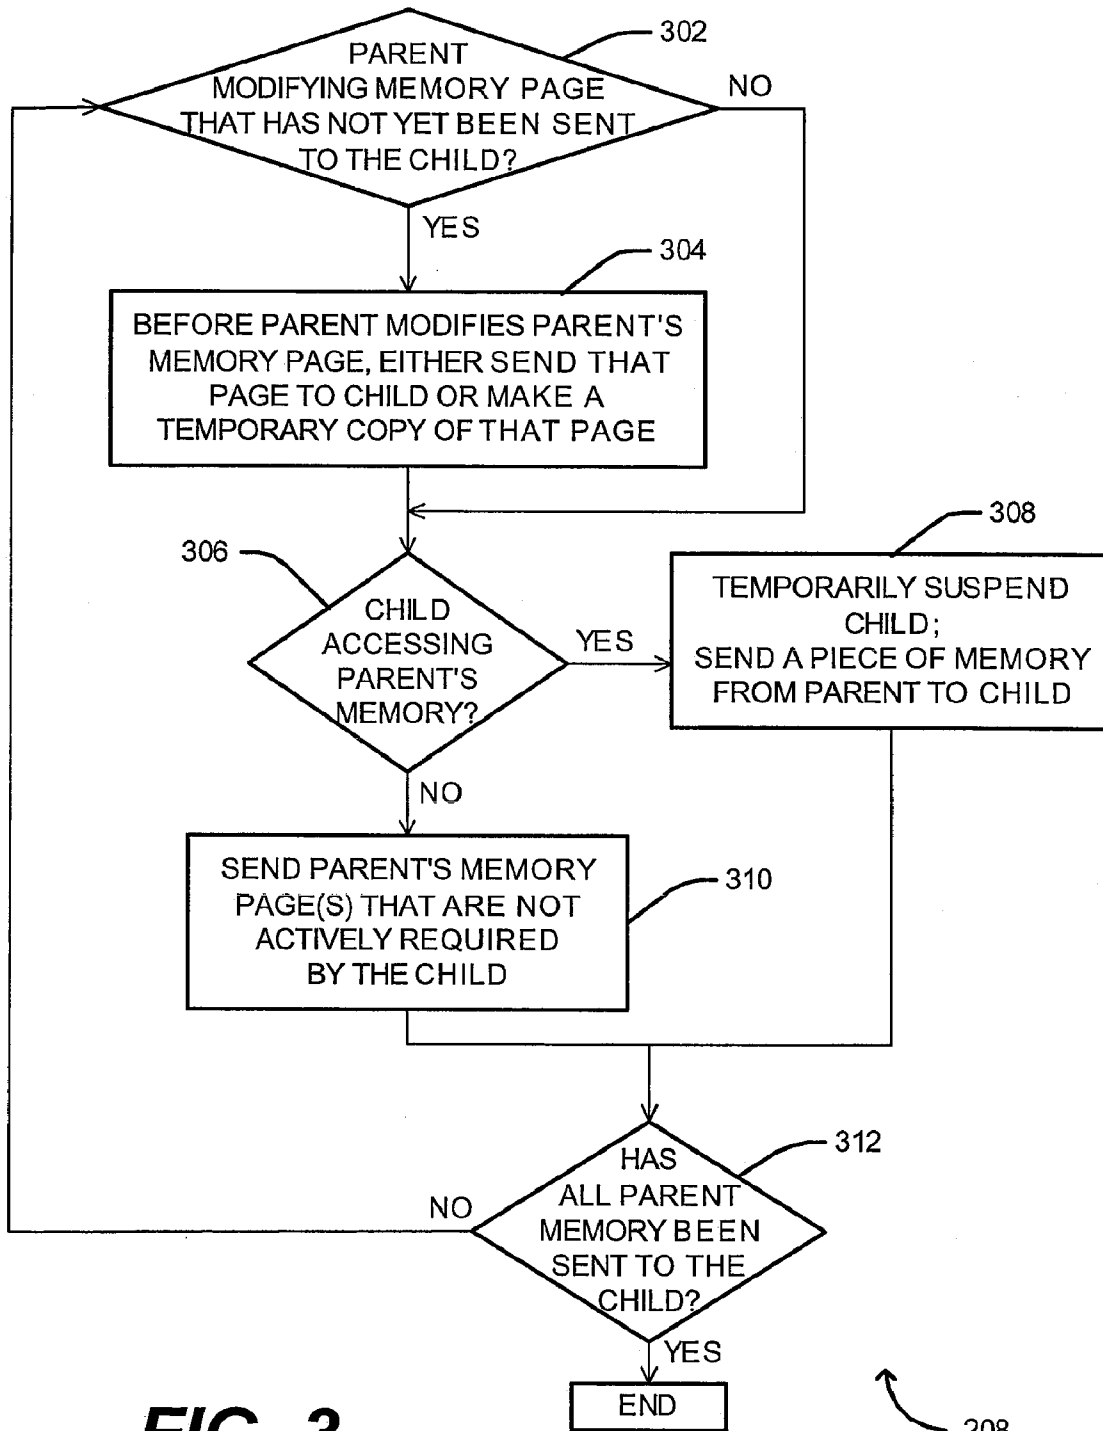 302
PARENT
MODIFYING MEMORY PAGE
THAT HAS NOT YET BEEN SENT
TO THE CHILD?
NO
YES
304
BEFORE PARENT MODIFIES PARENT'S
MEMORY PAGE, EITHER SEND THAT
PAGE TO CHILD OR MAKE A
TEMPORARY COPY OF THAT PAGE
306
CHILD
ACCESSING
PARENT'S
MEMORY?
YES
308
TEMPORARILY SUSPEND
CHILD;
SEND A PIECE OF MEMORY
FROM PARENT TO CHILD
NO
SEND PARENT'S MEMORY
PAGE(S) THAT ARE NOT
ACTIVELY REQUIRED
BY THE CHILD
310
312
HAS
ALL PARENT
MEMORY BEEN
SENT TO THE
CHILD?
NO
YES
END
FIG. 3
208